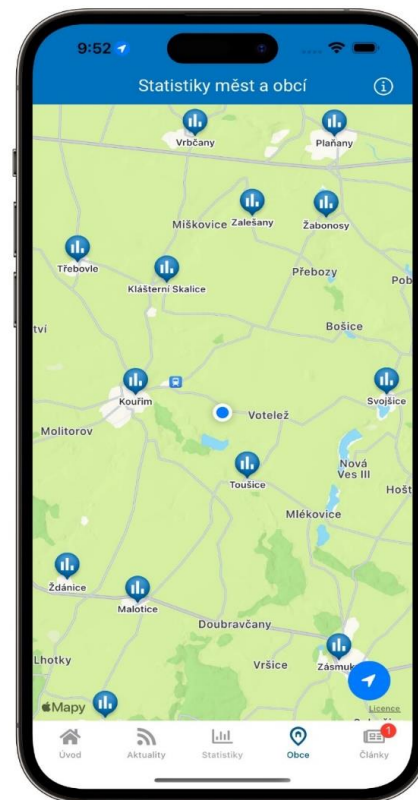 9:52
Statistiky měst a obcí
Vrbčany
Plaňany
Miškovice
Zalešany
Žabonosy
Třebovle
Klášterní Skalice
Přebozy
Pob
Bošice
tví
Kouřim
Svojšice
Molitorov
Votelež
Toušice
Nová
Ves III
Hošt
Mlékovice
Ždánice
Malotice
Doubravčany
Lhotky
Vršice
Zásmuk
Mapy
Licence
Úvod
Aktuality
Statistiky
Obce
1
Články